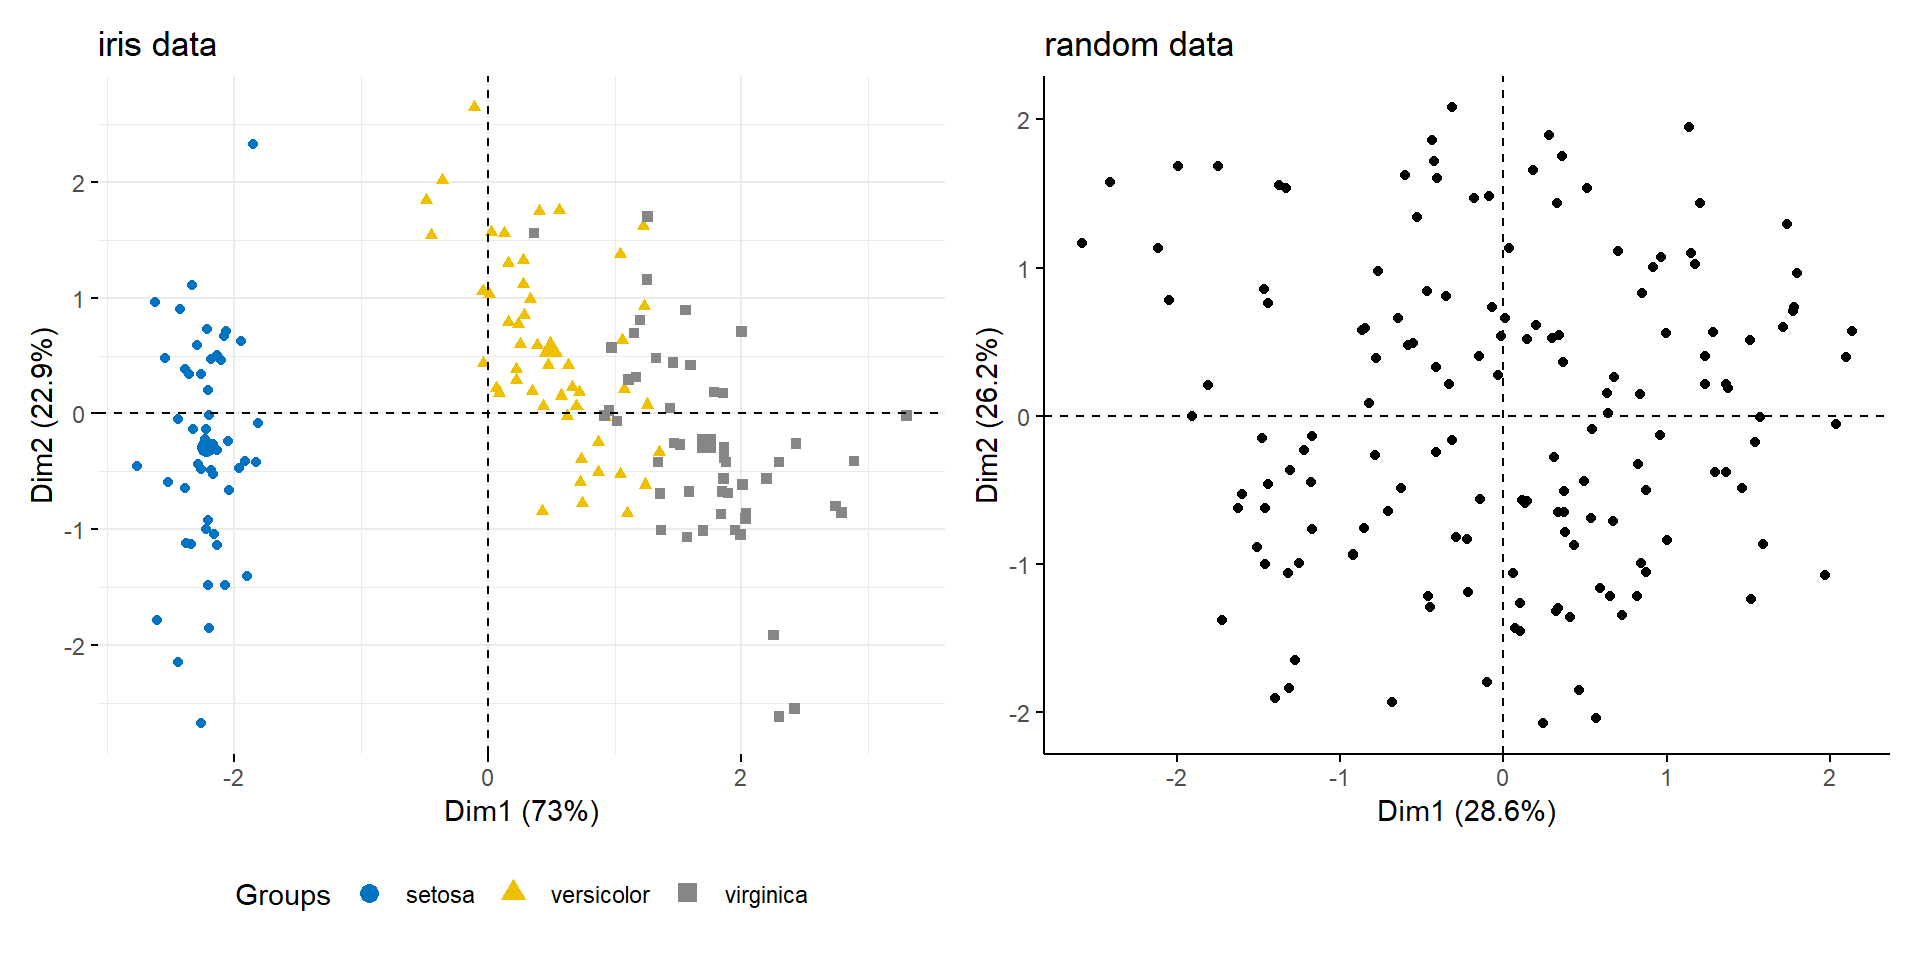 iris data
2
1
0
-1
-2
Dim2 (22.9%)
-2
0
2
Dim1 (73%)
Groups
setosa
versicolor
virginica
random data
2
1
0
-1
-2
Dim2 (26.2%)
-2
-1
0
1
2
Dim1 (28.6%)